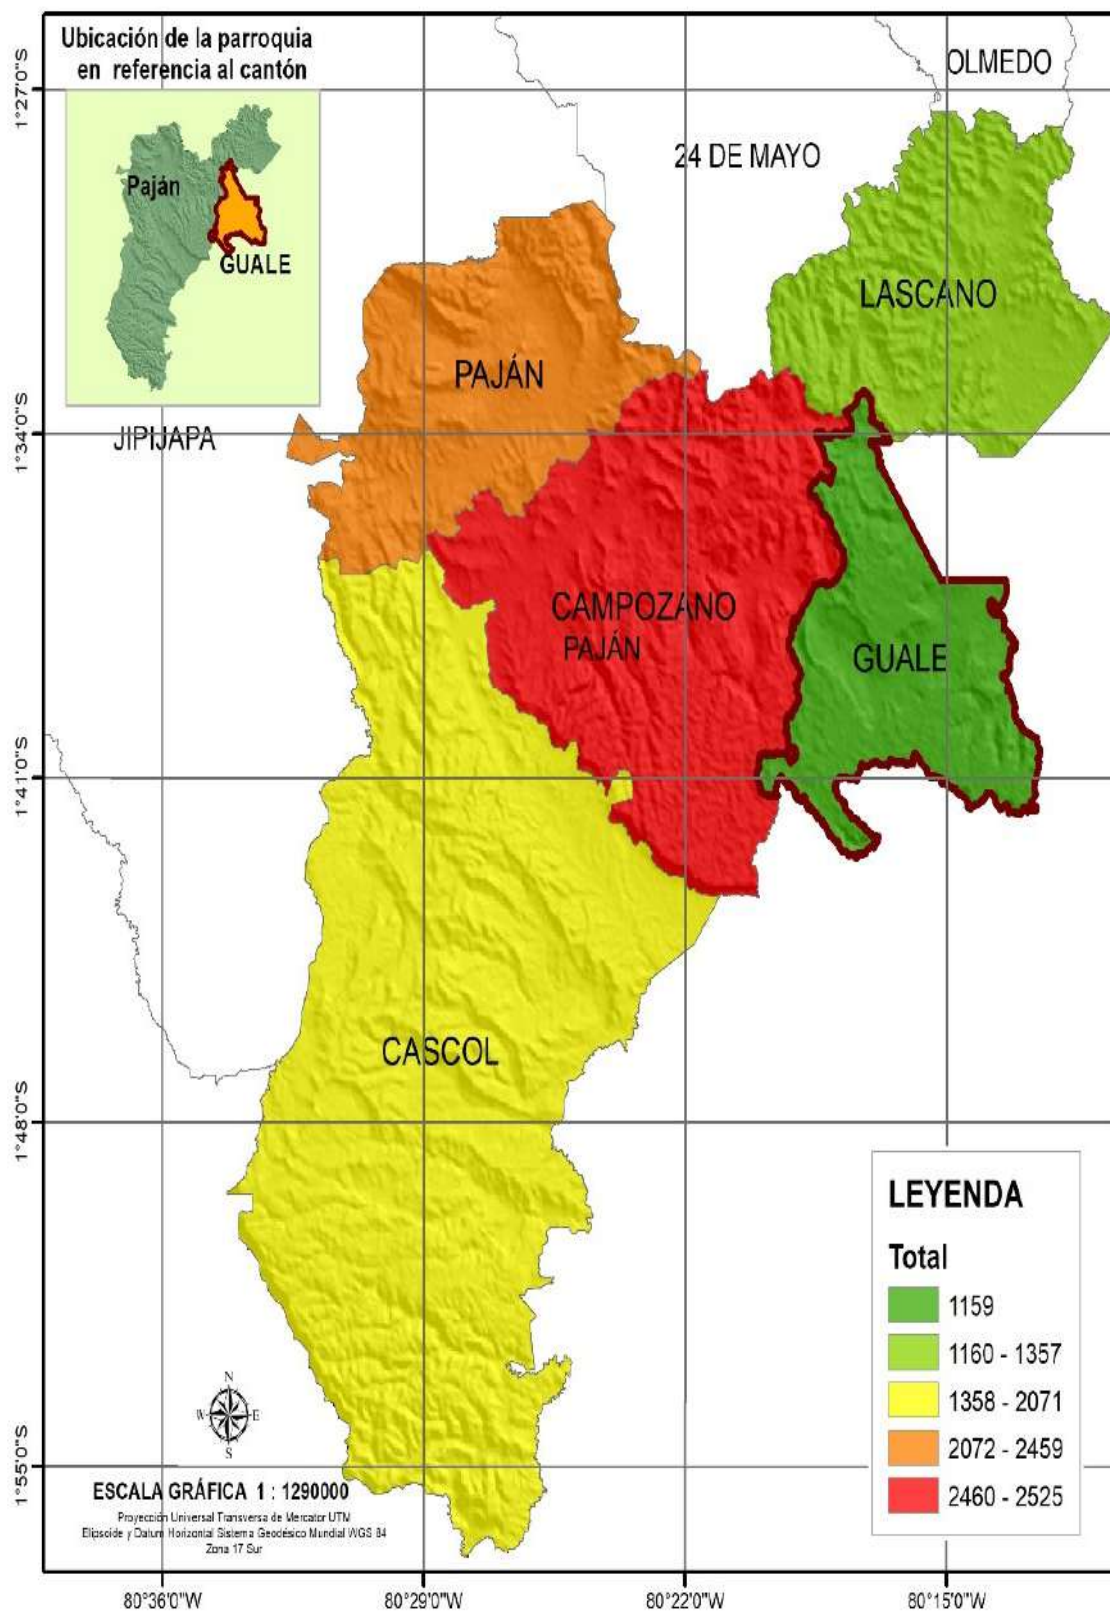 Ubicación de la parroquia
en referencia al cantón
Paján
GUALE
OLMEDO
24 DE MAYO
LASCANO
PAJÁN
JIPIJAPA
CAMPOZANO
PAJÁN
GUALE
CASCOL
1°27'0"S
1°34'0"S
1°41'0"S
1°48'0"S
1°55'0"S
LEYENDA
Total
1159
1160 - 1357
1358 - 2071
2072 - 2459
2460 - 2525
N
W E
S
ESCALA GRÁFICA 1 : 1290000
Proyección Universal Transversa de Mercator UTM
Elipsoide y Datum Horizontal Sistema Geodésico Mundial WGS 84
Zona 17 Sur
80°36'0"W 80°29'0"W 80°22'0"W 80°15'0"W